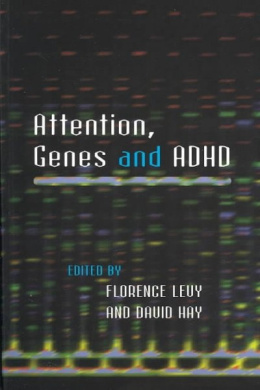 Attention,
Genes and ADHD
EDITED BY
FLORENCE LEVY
AND DAVID HAY